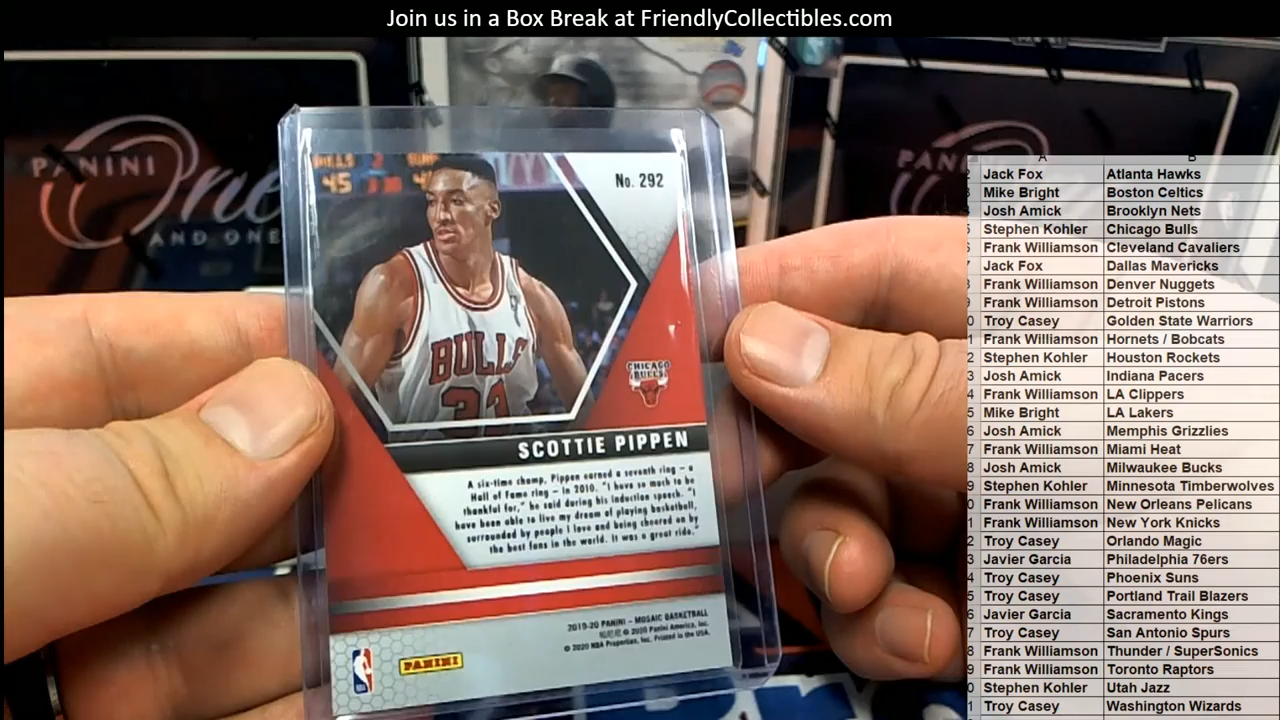 Join us in a Box Break at FriendlyCollectibles.com
PANINI
One
AND ONE
PANINI
45
No. 292
BULLS
33
CHICAGO
BULLS
SCOTTIE PIPPEN
A six-time champ, Pippen earned a seventh ring – a
Hall of Fame ring – in 2010. "I have so much to be
thankful for," he said during his induction speech. "I
have been able to live my dream of playing basketball,
surrounded by people I love and being cheered on by
the best fans in the world. It was a great ride."
2019-20 PANINI – MOSAIC BASKETBALL
© 2020 Panini America, Inc.
© 2020 NBA Properties, Inc. Printed in the USA.
PANINI
A B
Jack Fox Atlanta Hawks
Mike Bright Boston Celtics
Josh Amick Brooklyn Nets
Stephen Kohler Chicago Bulls
Frank Williamson Cleveland Cavaliers
Jack Fox Dallas Mavericks
Frank Williamson Denver Nuggets
Frank Williamson Detroit Pistons
Troy Casey Golden State Warriors
Frank Williamson Hornets / Bobcats
Stephen Kohler Houston Rockets
Josh Amick Indiana Pacers
Frank Williamson LA Clippers
Mike Bright LA Lakers
Josh Amick Memphis Grizzlies
Frank Williamson Miami Heat
Josh Amick Milwaukee Bucks
Stephen Kohler Minnesota Timberwolves
Frank Williamson New Orleans Pelicans
Frank Williamson New York Knicks
Troy Casey Orlando Magic
Javier Garcia Philadelphia 76ers
Troy Casey Phoenix Suns
Troy Casey Portland Trail Blazers
Javier Garcia Sacramento Kings
Troy Casey San Antonio Spurs
Frank Williamson Thunder / SuperSonics
Frank Williamson Toronto Raptors
Stephen Kohler Utah Jazz
Troy Casey Washington Wizards